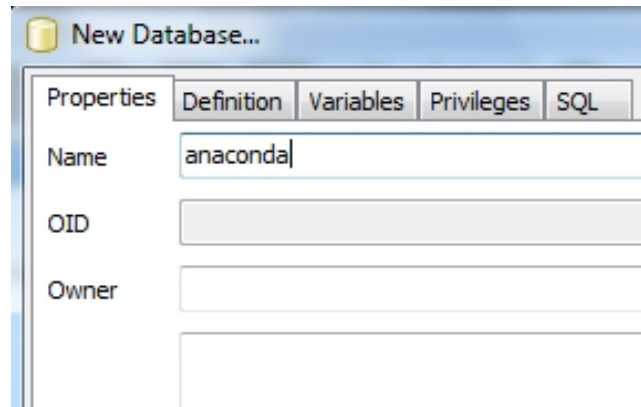 New Database...
Properties Definition Variables Privileges SQL
Name anaconda
OID
Owner